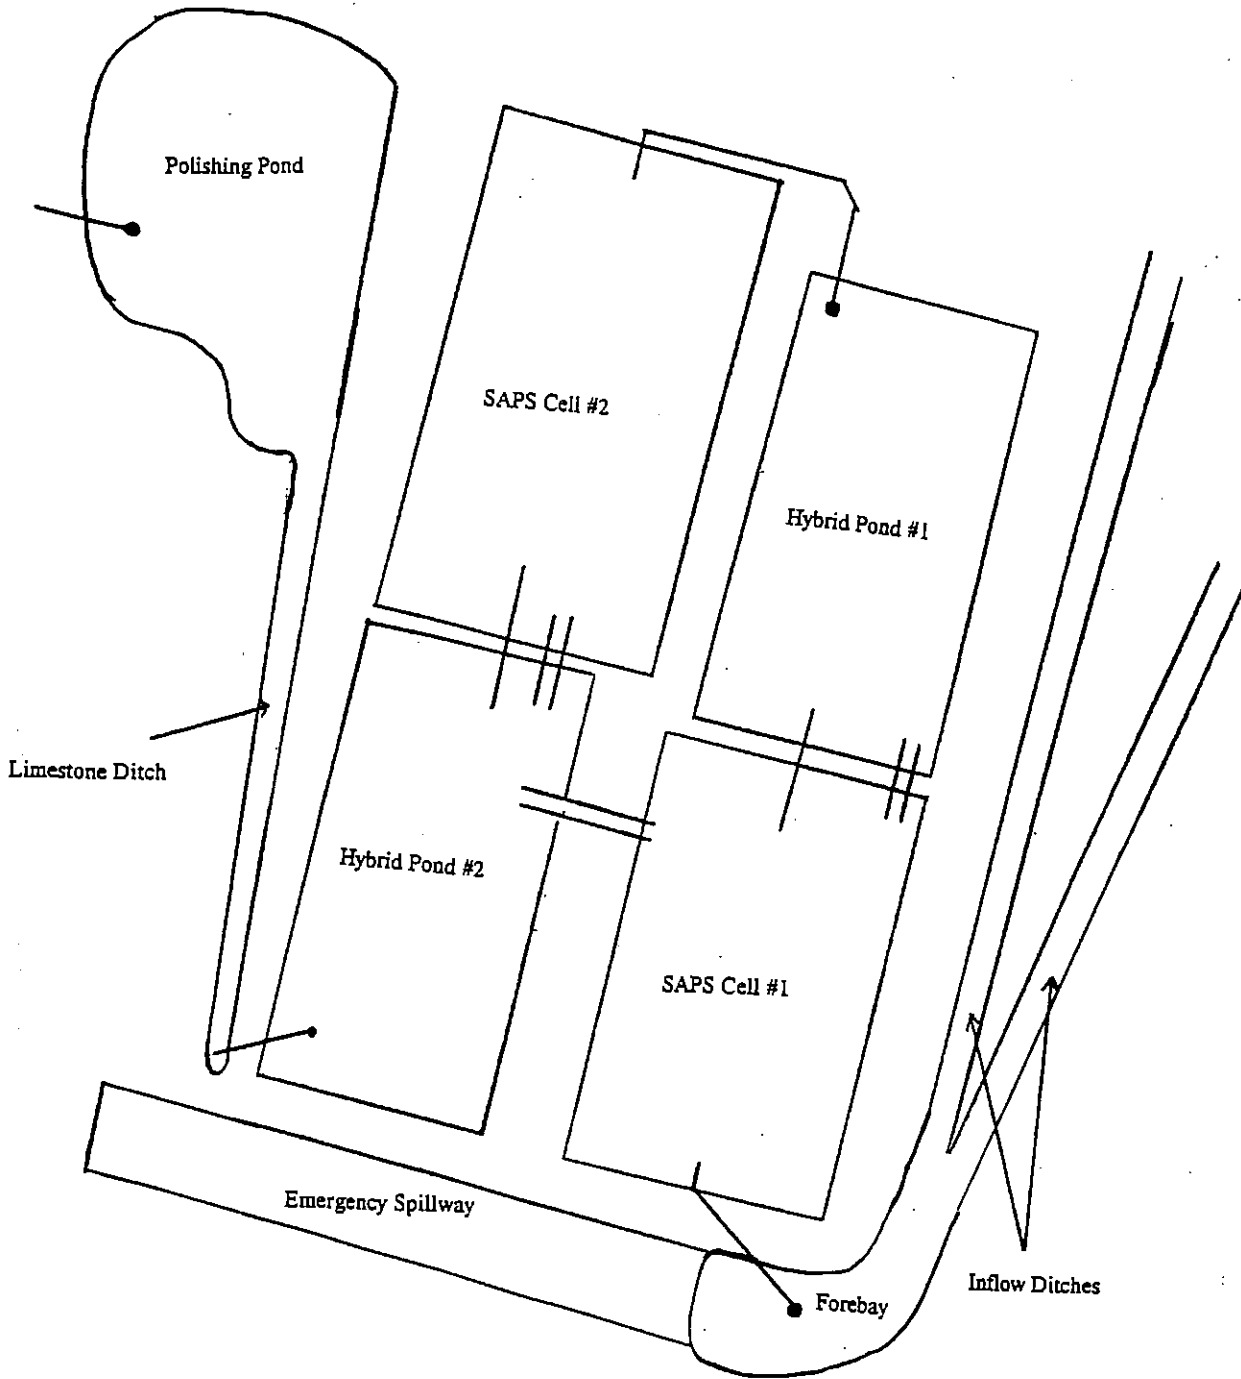 Polishing Pond
SAPS Cell #2
Hybrid Pond #1
Limestone Ditch
Hybrid Pond #2
SAPS Cell #1
Emergency Spillway
Inflow Ditches
Forebay